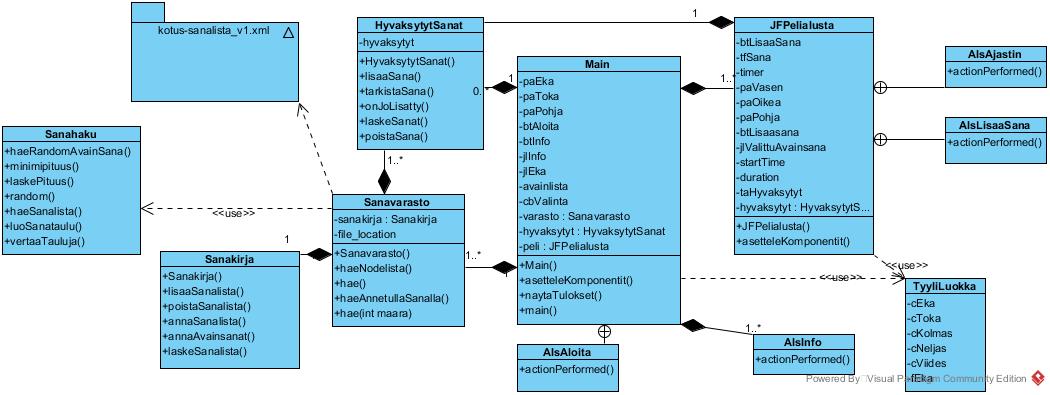 kotus-sanalista_v1.xml
HyvaksytytSanat
-hyvaksytyt
+HyvaksytytSanat()
+lisaaSana()
+tarkistaSana()
+onJoLisatty()
+laskeSanat()
+poistaSana()
1
1
0..*
1..*
1..*
JFPelialusta
-btLisaaSana
-tfSana
-timer
-paVasen
-paOikea
-paPohja
-btLisaasana
-jlValittuAvainsana
-startTime
-duration
-taHyvaksytyt
-hyvaksytyt : HyvaksytytS...
+JFPelialusta()
+asetteleKomponentit()
AlsAjastin
+actionPerformed()
AlsLisaaSana
+actionPerformed()
Main
-paEka
-paToka
-paPohja
-btAloita
-btInfo
-jlInfo
-jlEka
-avainlista
-cbValinta
-varasto : Sanavarasto
-hyvaksytyt : HyvaksytytSanat
-peli : JFPelialusta
+Main()
+asetteleKomponentit()
+naytaTulokset()
+main()
Sanahaku
+haeRandomAvainSana()
+minimipituus()
+laskePituus()
+random()
+haeSanalista()
+luoSanataulu()
+vertaaTauluja()
<<use>>
Sanavarasto
-sanakirja : Sanakirja
-file_location
+Sanavarasto()
+haeNodelista()
+hae()
+haeAnnetullaSanalla()
+hae(int maara)
1
1..*
Sanakirja
+Sanakirja()
+lisaaSanalista()
+poistaSanalista()
+annaSanalista()
+annaAvainsanat()
+laskeSanalista()
<<use>>
<<use>>
TyyliLuokka
-cEka
-cToka
-cKolmas
-cNeljas
-cViides
-fEka
1..*
AlsInfo
+actionPerformed()
AlsAloita
+actionPerformed()
Powered By Visual Paradigm Community Edition